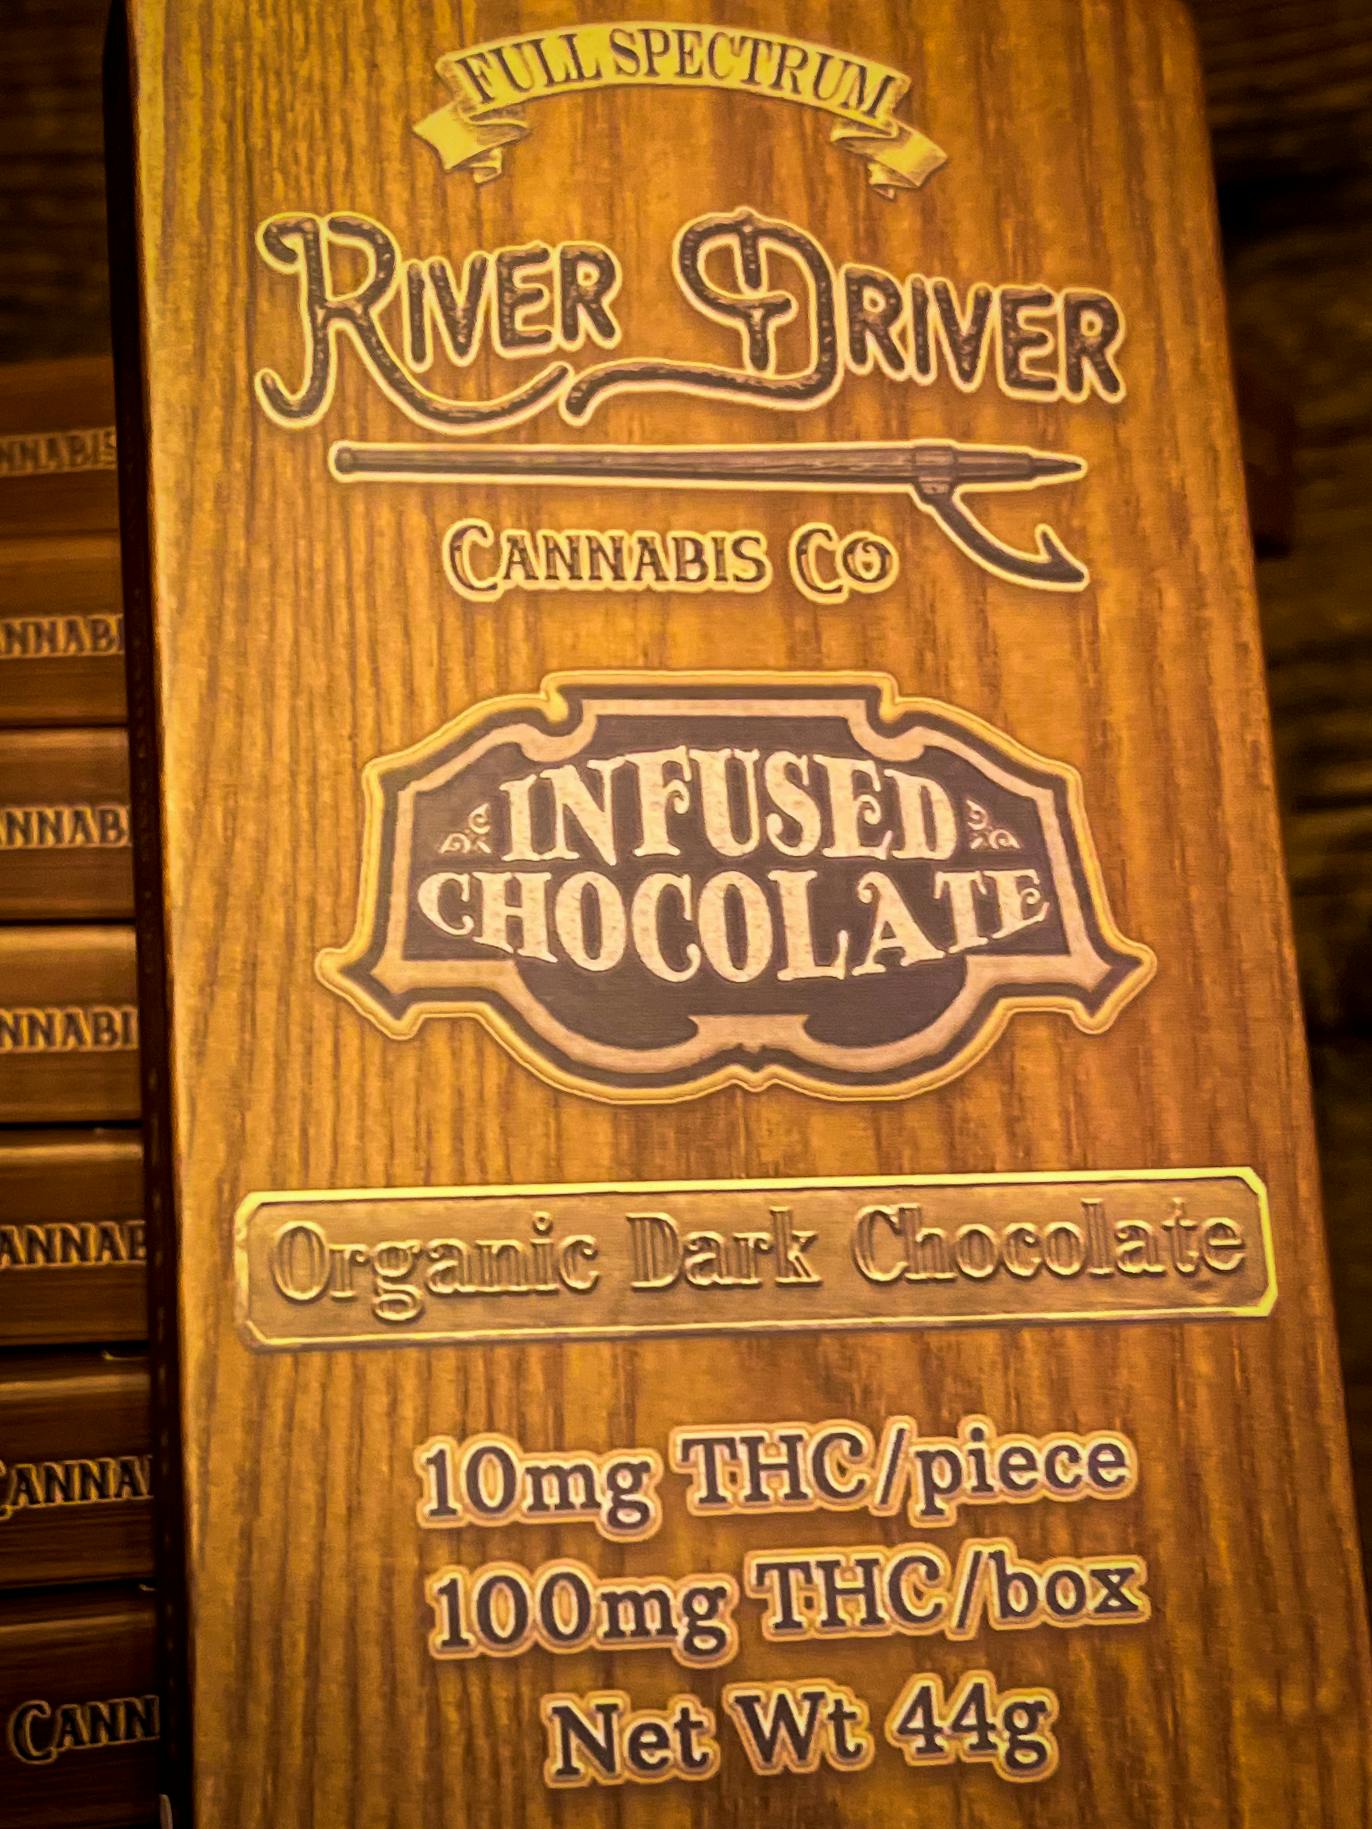 FULL SPECTRUM
RIVER DRIVER
CANNABIS CO
INFUSED
CHOCOLATE
Organic Dark Chocolate
10mg THC/piece
100mg THC/box
Net Wt 44g